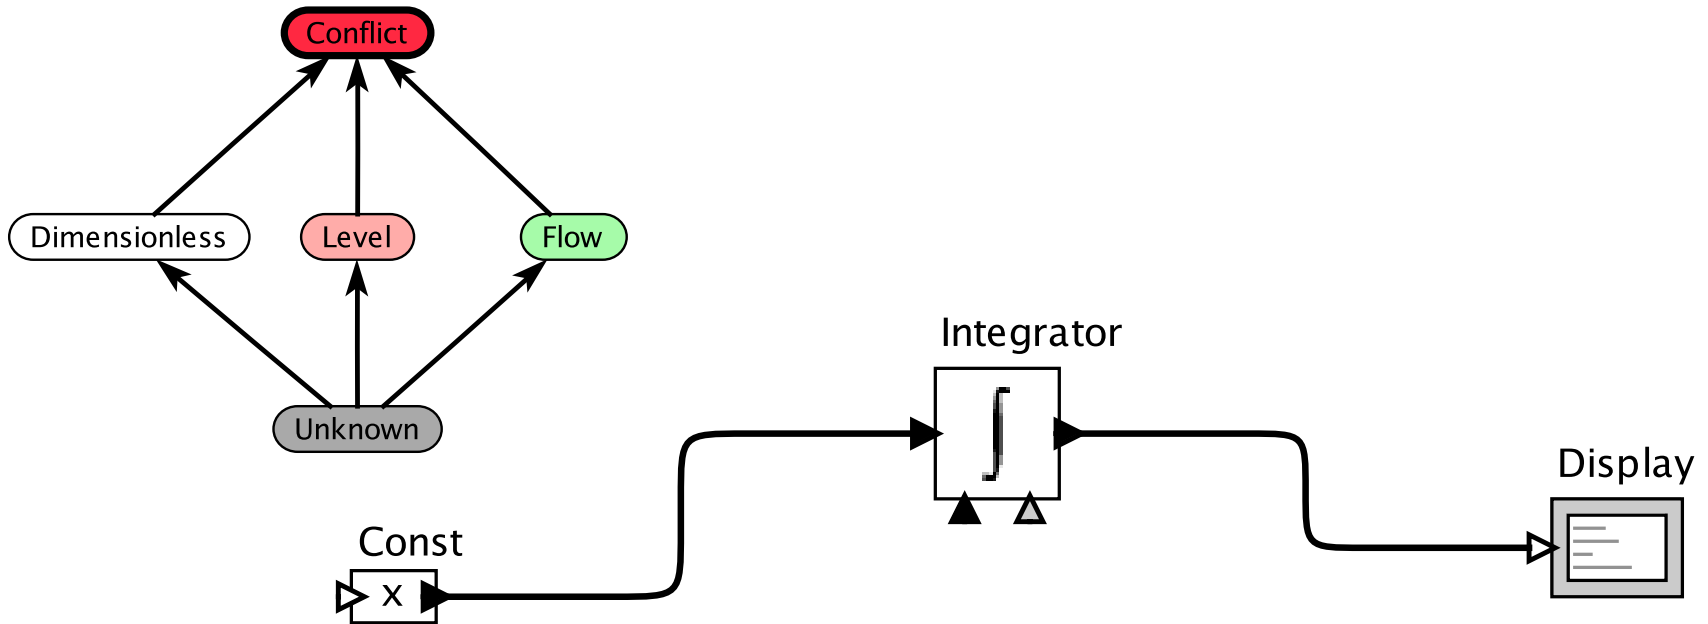 Conflict
Dimensionless
Level
Flow
Unknown
Integrator
∫
Display
Const
x